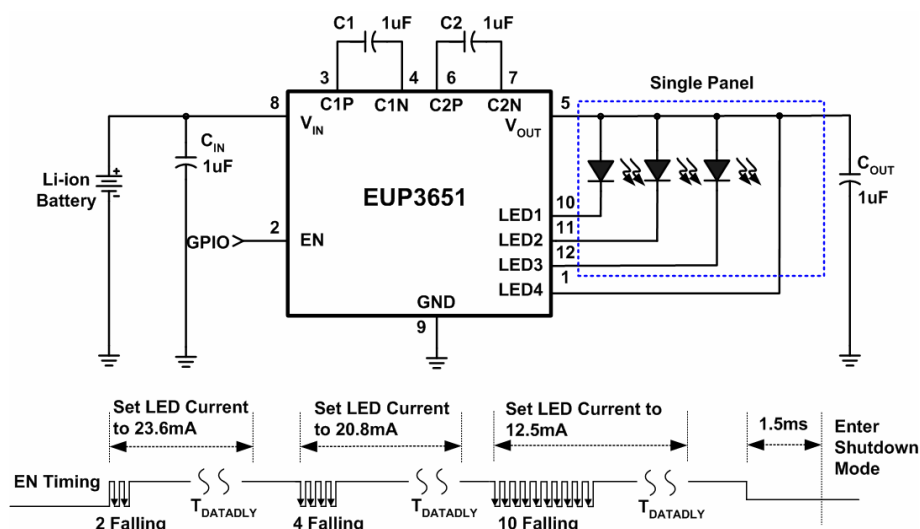 C1 1uF C2 1uF
3 4 6 7
Single Panel
8 C1P C1N C2P C2N 5
VIN VOUT
CIN
1uF
Li-ion
Battery
+
-
EUP3651
COUT
1uF
10
LED1
2 11
GPIO EN LED2
12
LED3
1
LED4
GND
9
Set LED Current
to 23.6mA
Set LED Current
to 20.8mA
Set LED Current to
12.5mA
1.5ms
Enter
Shutdown
Mode
EN Timing
TDATADLY TDATADLY TDATADLY
2 Falling 4 Falling 10 Falling